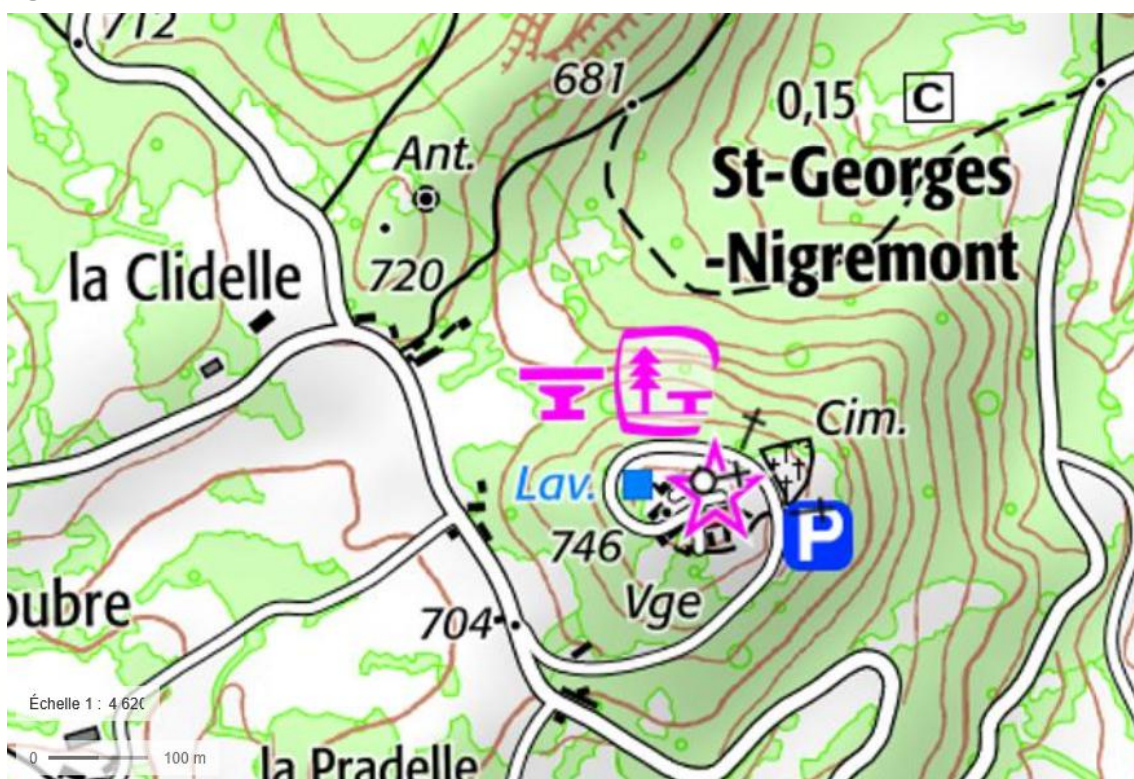 712
681
0,15 C
Ant.
St-Georges
-Nigremont
la Clidelle
720
Cim.
Lav.
746
P
Vge
oubre
704
Échelle 1 : 4 620
0 100 m
la Pradelle